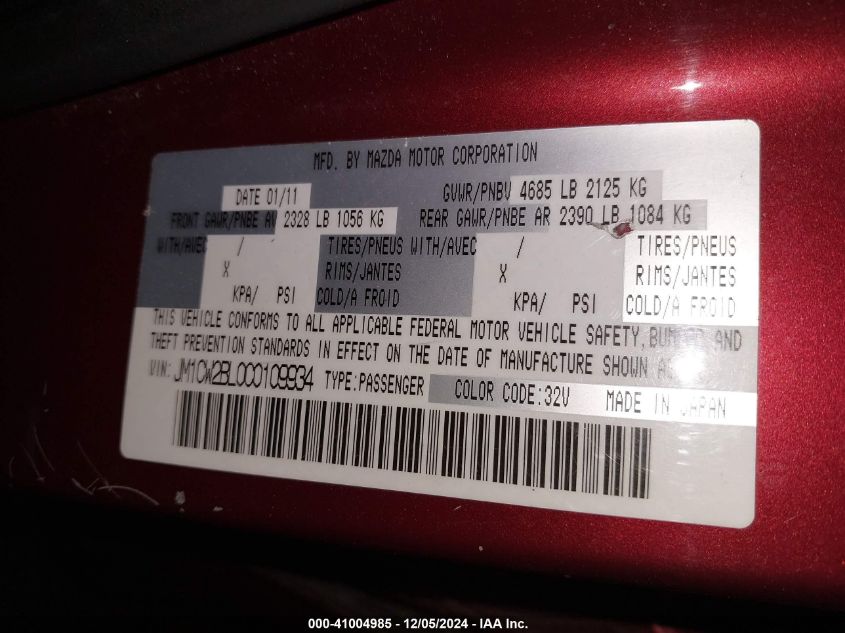 MFD. BY MAZDA MOTOR CORPORATION
DATE 01/11 GVWR/PNBV 4685 LB 2125 KG
FRONT GAWR/PNBE AV 2328 LB 1056 KG REAR GAWR/PNBE AR 2390 LB 1084 KG
WITH/AVEC / TIRES/PNEUS WITH/AVEC / TIRES/PNEUS
X RIMS/JANTES X RIMS/JANTES
KPA/ PSI COLD/A FROID KPA/ PSI COLD/A FROID
THIS VEHICLE CONFORMS TO ALL APPLICABLE FEDERAL MOTOR VEHICLE SAFETY, AND
THEFT PREVENTION STANDARDS IN EFFECT ON THE DATE OF MANUFACTURE SHOWN
VIN: JM1CW2BL0C0109934 TYPE:PASSENGER COLOR CODE:32V MADE IN JAPAN
000-41004985 - 12/05/2024 - IAA Inc.